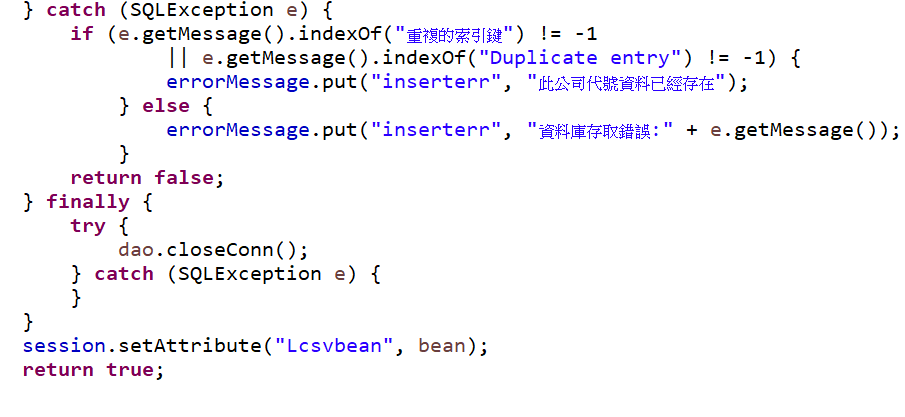 } catch (SQLException e) {
if (e.getMessage().indexOf("重複的索引鍵") != -1
|| e.getMessage().indexOf("Duplicate entry") != -1) {
errorMessage.put("inserterr", "此公司代號資料已經存在");
} else {
errorMessage.put("inserterr", "資料庫存取錯誤:" + e.getMessage());
}
return false;
} finally {
try {
dao.closeConn();
} catch (SQLException e) {
}
}
session.setAttribute("Lcsvbean", bean);
return true;